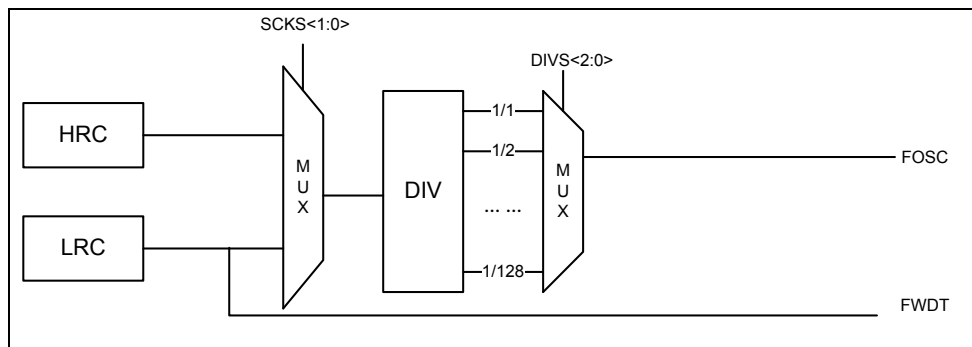 SCKS<1:0>
DIVS<2:0>
HRC
LRC
M
U
X
DIV
1/1
1/2
... ...
1/128
M
U
X
FOSC
FWDT